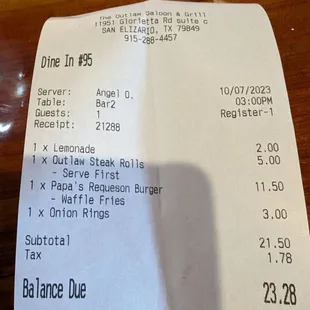 The Outlaw Saloon & Grill
11951 Glorietta Rd suite c
SAN ELIZARIO, TX 79849
915-288-4457
Dine In #95
Server: Angel O. 10/07/2023
Table: Bar2 03:00PM
Guests: 1 Register-1
Receipt: 21288
1 x Lemonade 2.00
1 x Outlaw Steak Rolls 5.00
- Serve First
1 x Papa's Requeson Burger 11.50
- Waffle Fries
1 x Onion Rings 3.00
Subtotal 21.50
Tax 1.78
Balance Due 23.28